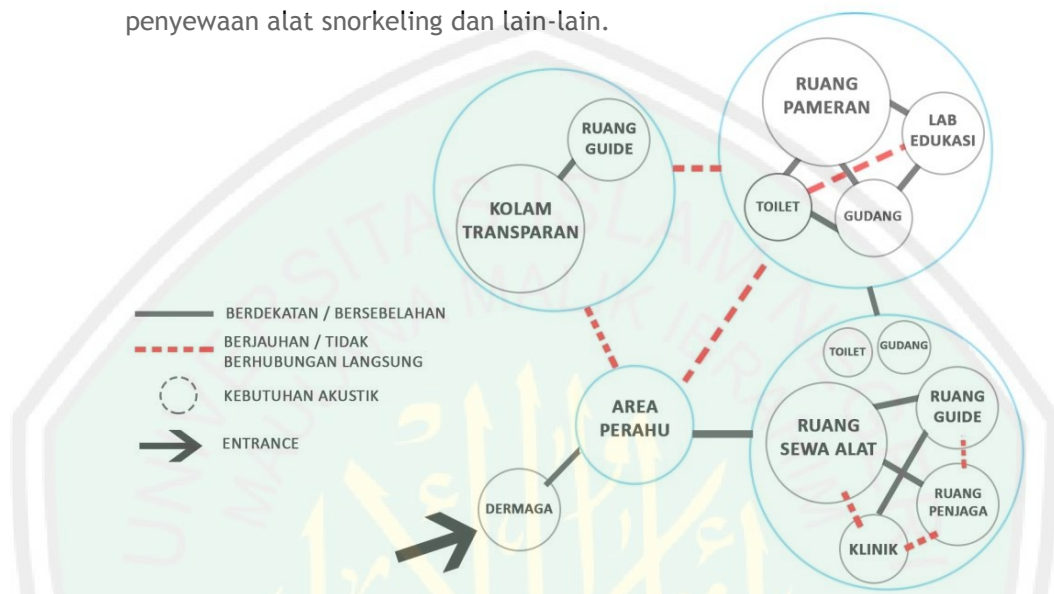 penyewaan alat snorkeling dan lain-lain.
RUANG
PAMERAN
LAB
EDUKASI
TOILET
GUDANG
RUANG
GUIDE
KOLAM
TRANSPARAN
BERDEKATAN / BERSEBELAHAN
BERJAUHAN / TIDAK
BERHUBUNGAN LANGSUNG
KEBUTUHAN AKUSTIK
ENTRANCE
AREA
PERAHU
DERMAGA
TOILET
GUDANG
RUANG
SEWA ALAT
RUANG
GUIDE
RUANG
PENJAGA
KLINIK